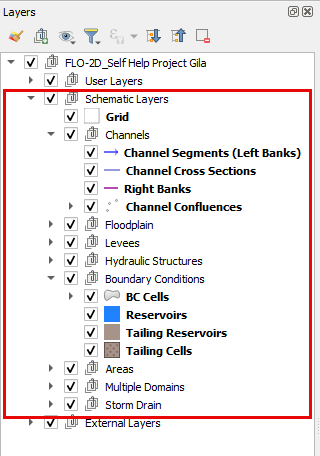 Layers
FLO-2D_Self Help Project Gila
User Layers
Schematic Layers
Grid
Channels
Channel Segments (Left Banks)
Channel Cross Sections
Right Banks
Channel Confluences
Floodplain
Levees
Hydraulic Structures
Boundary Conditions
BC Cells
Reservoirs
Tailing Reservoirs
Tailing Cells
Areas
Multiple Domains
Storm Drain
External Layers